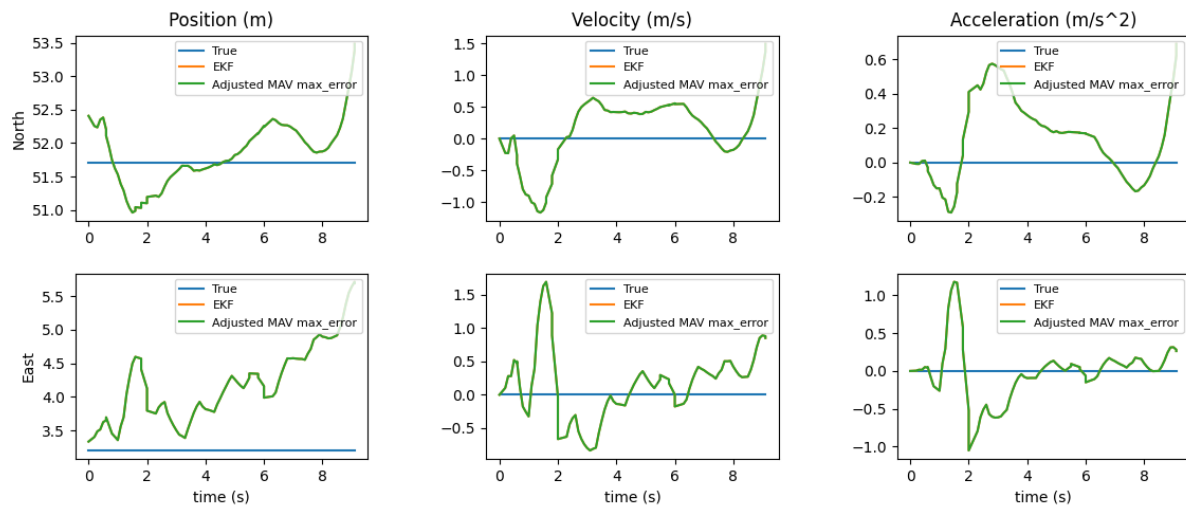 Position (m)
Velocity (m/s)
Acceleration (m/s^2)
North
53.5
53.0
52.5
52.0
51.5
51.0
0 2 4 6 8
True
EKF
Adjusted MAV max_error
1.5
1.0
0.5
0.0
−0.5
−1.0
0 2 4 6 8
True
EKF
Adjusted MAV max_error
0.6
0.4
0.2
0.0
−0.2
0 2 4 6 8
True
EKF
Adjusted MAV max_error
East
5.5
5.0
4.5
4.0
3.5
0 2 4 6 8
time (s)
True
EKF
Adjusted MAV max_error
1.5
1.0
0.5
0.0
−0.5
0 2 4 6 8
time (s)
True
EKF
Adjusted MAV max_error
1.0
0.5
0.0
−0.5
−1.0
0 2 4 6 8
time (s)
True
EKF
Adjusted MAV max_error